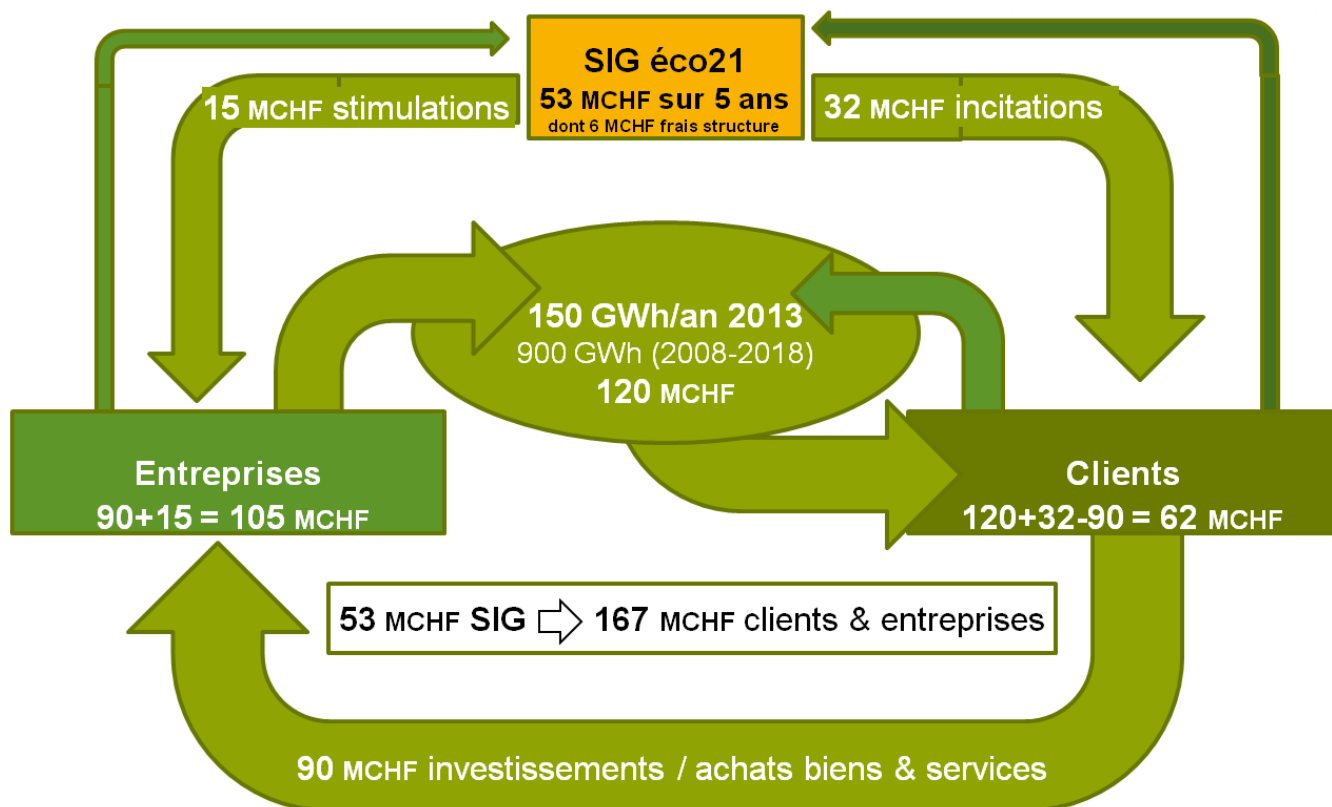 SIG éco21
53 MCHF sur 5 ans
dont 6 MCHF frais structure
15 MCHF stimulations
32 MCHF incitations
150 GWh/an 2013
900 GWh (2008-2018)
120 MCHF
Entreprises
90+15 = 105 MCHF
Clients
120+32-90 = 62 MCHF
53 MCHF SIG ⇨ 167 MCHF clients & entreprises
90 MCHF investissements / achats biens & services